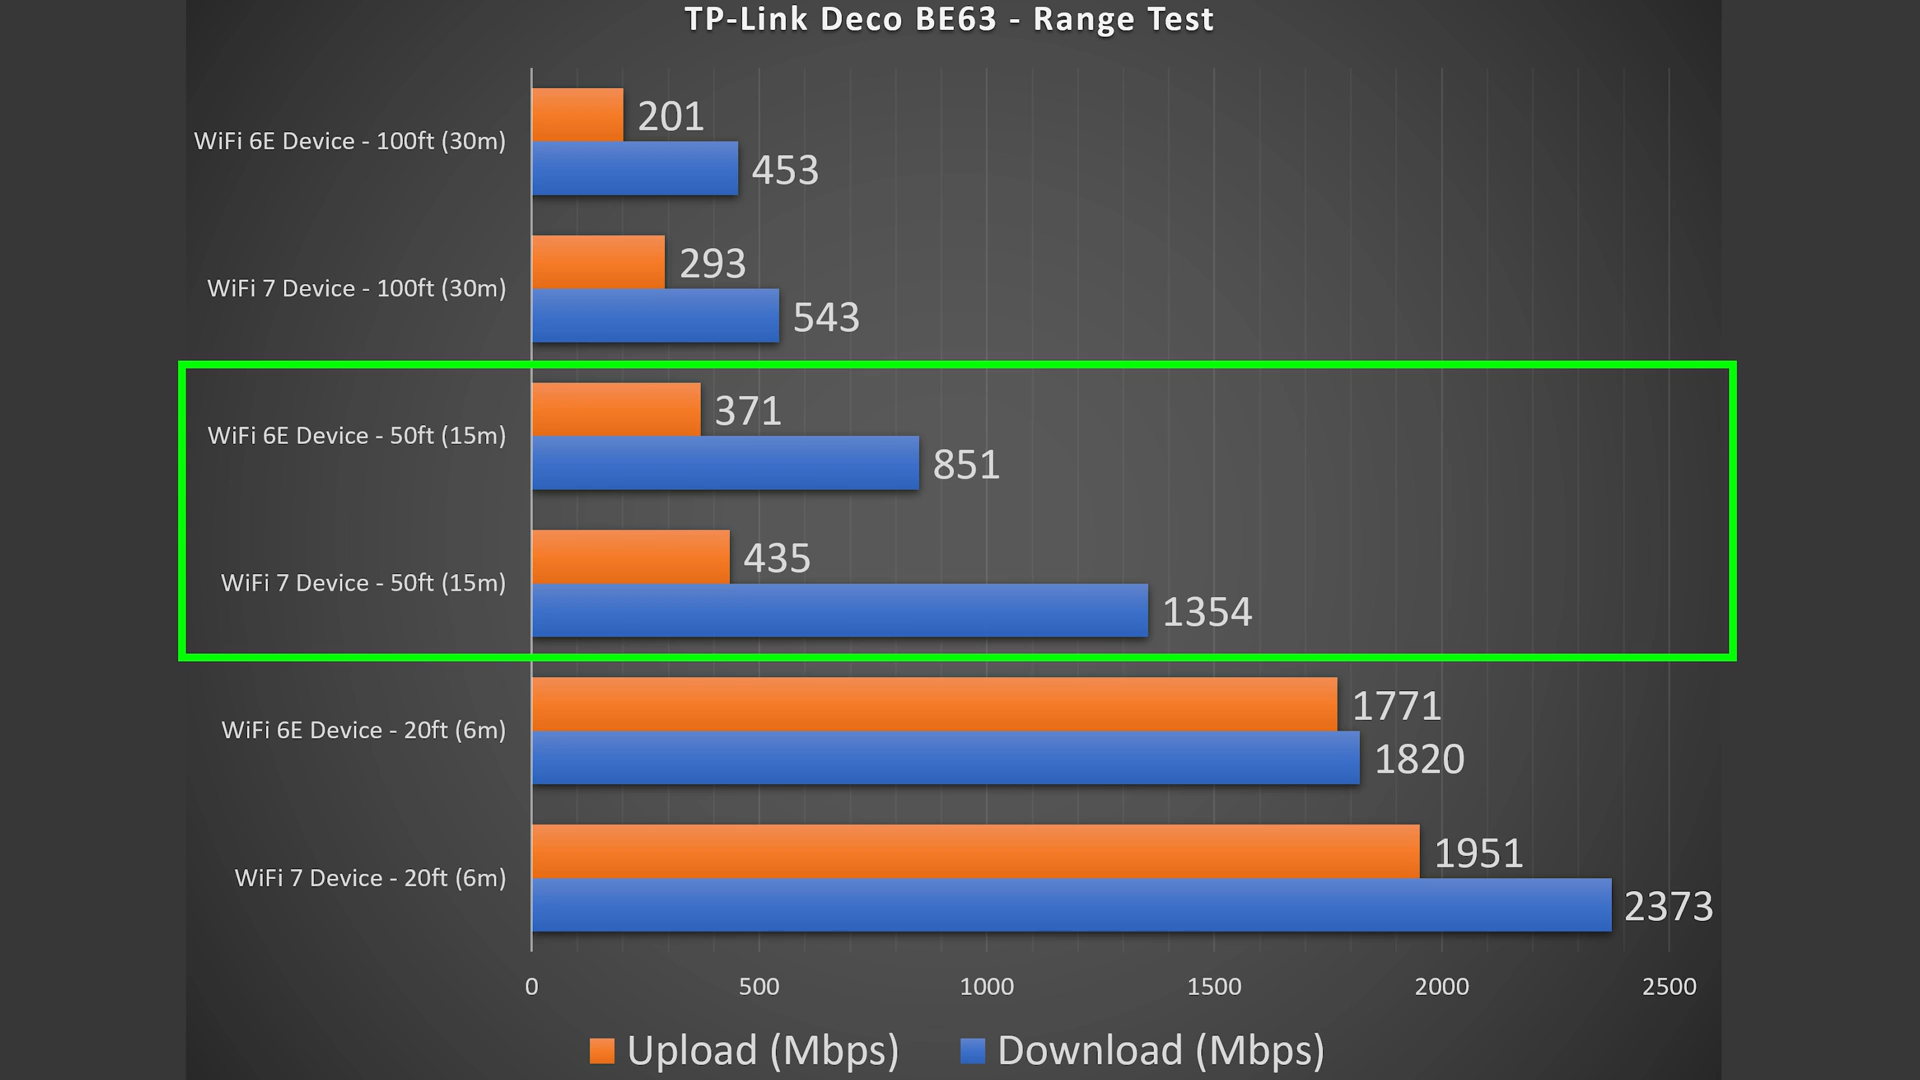 TP-Link Deco BE63 - Range Test
WiFi 6E Device - 100ft (30m)
201
453
WiFi 7 Device - 100ft (30m)
293
543
WiFi 6E Device - 50ft (15m)
371
851
WiFi 7 Device - 50ft (15m)
435
1354
WiFi 6E Device - 20ft (6m)
1771
1820
WiFi 7 Device - 20ft (6m)
1951
2373
0 500 1000 1500 2000 2500
Upload (Mbps) Download (Mbps)